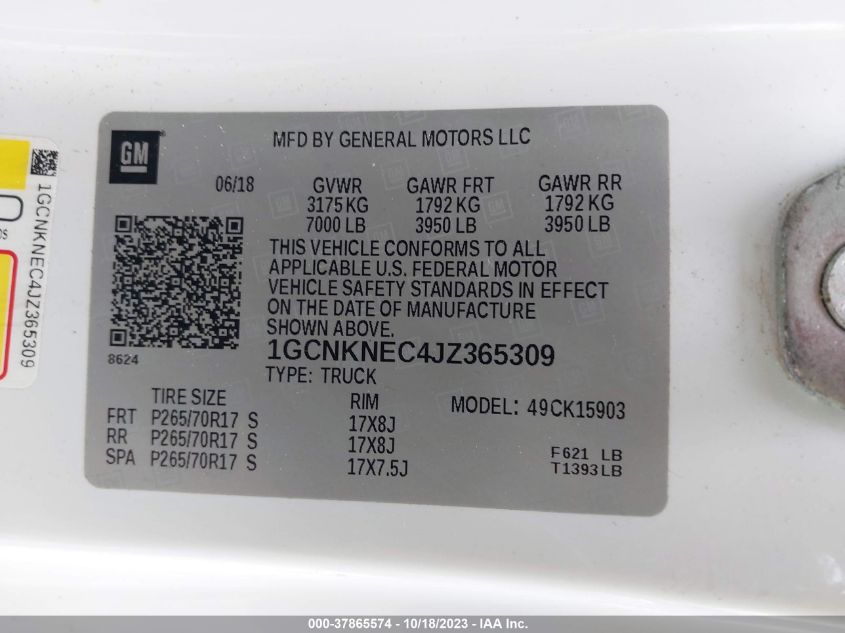 GM
MFD BY GENERAL MOTORS LLC
06/18 GVWR GAWR FRT GAWR RR
3175 KG 1792 KG 1792 KG
7000 LB 3950 LB 3950 LB
THIS VEHICLE CONFORMS TO ALL
APPLICABLE U.S. FEDERAL MOTOR
VEHICLE SAFETY STANDARDS IN EFFECT
ON THE DATE OF MANUFACTURE
SHOWN ABOVE.
8624
1GCNKNEC4JZ365309
TYPE: TRUCK
TIRE SIZE RIM MODEL: 49CK15903
FRT P265/70R17 S 17X8J
RR P265/70R17 S 17X8J F621 LB
SPA P265/70R17 S 17X7.5J T1393LB
1GCNKNEC4JZ365309
000-37865574 - 10/18/2023 - IAA Inc.